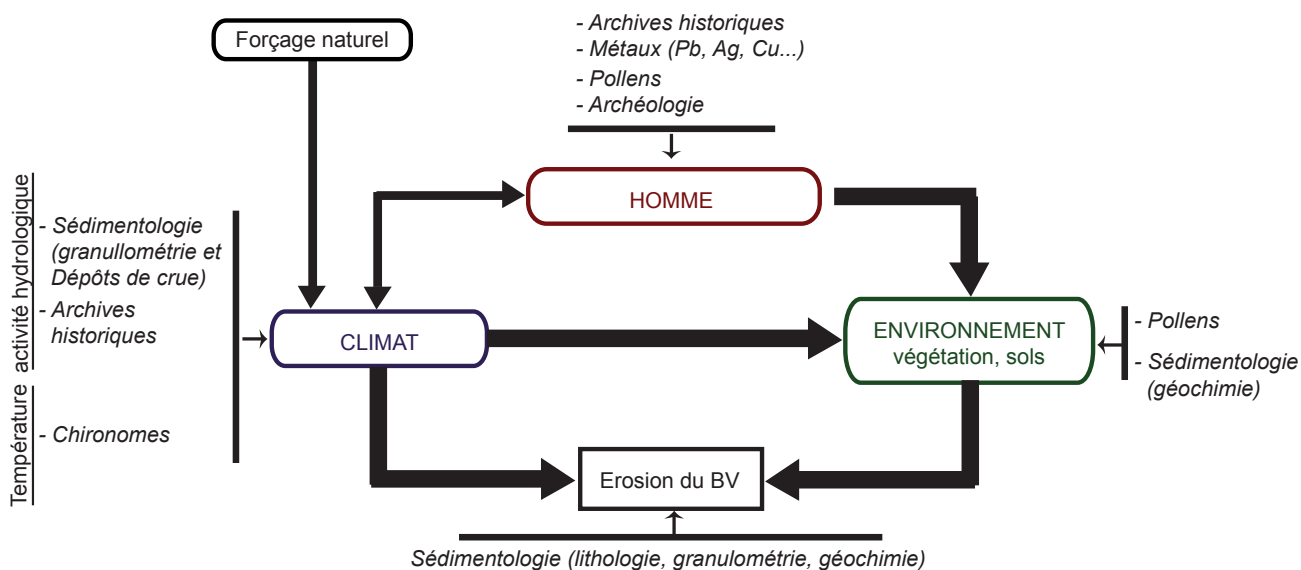 Forçage naturel
- Archives historiques
- Métaux (Pb, Ag, Cu...)
- Pollens
- Archéologie
HOMME
activité hydrologique
- Sédimentologie
(granullométrie et
Dépôts de crue)
- Archives
historiques
CLIMAT
ENVIRONNEMENT
végétation, sols
- Pollens
- Sédimentologie
(géochimie)
Température
- Chironomes
Erosion du BV
Sédimentologie (lithologie, granulométrie, géochimie)